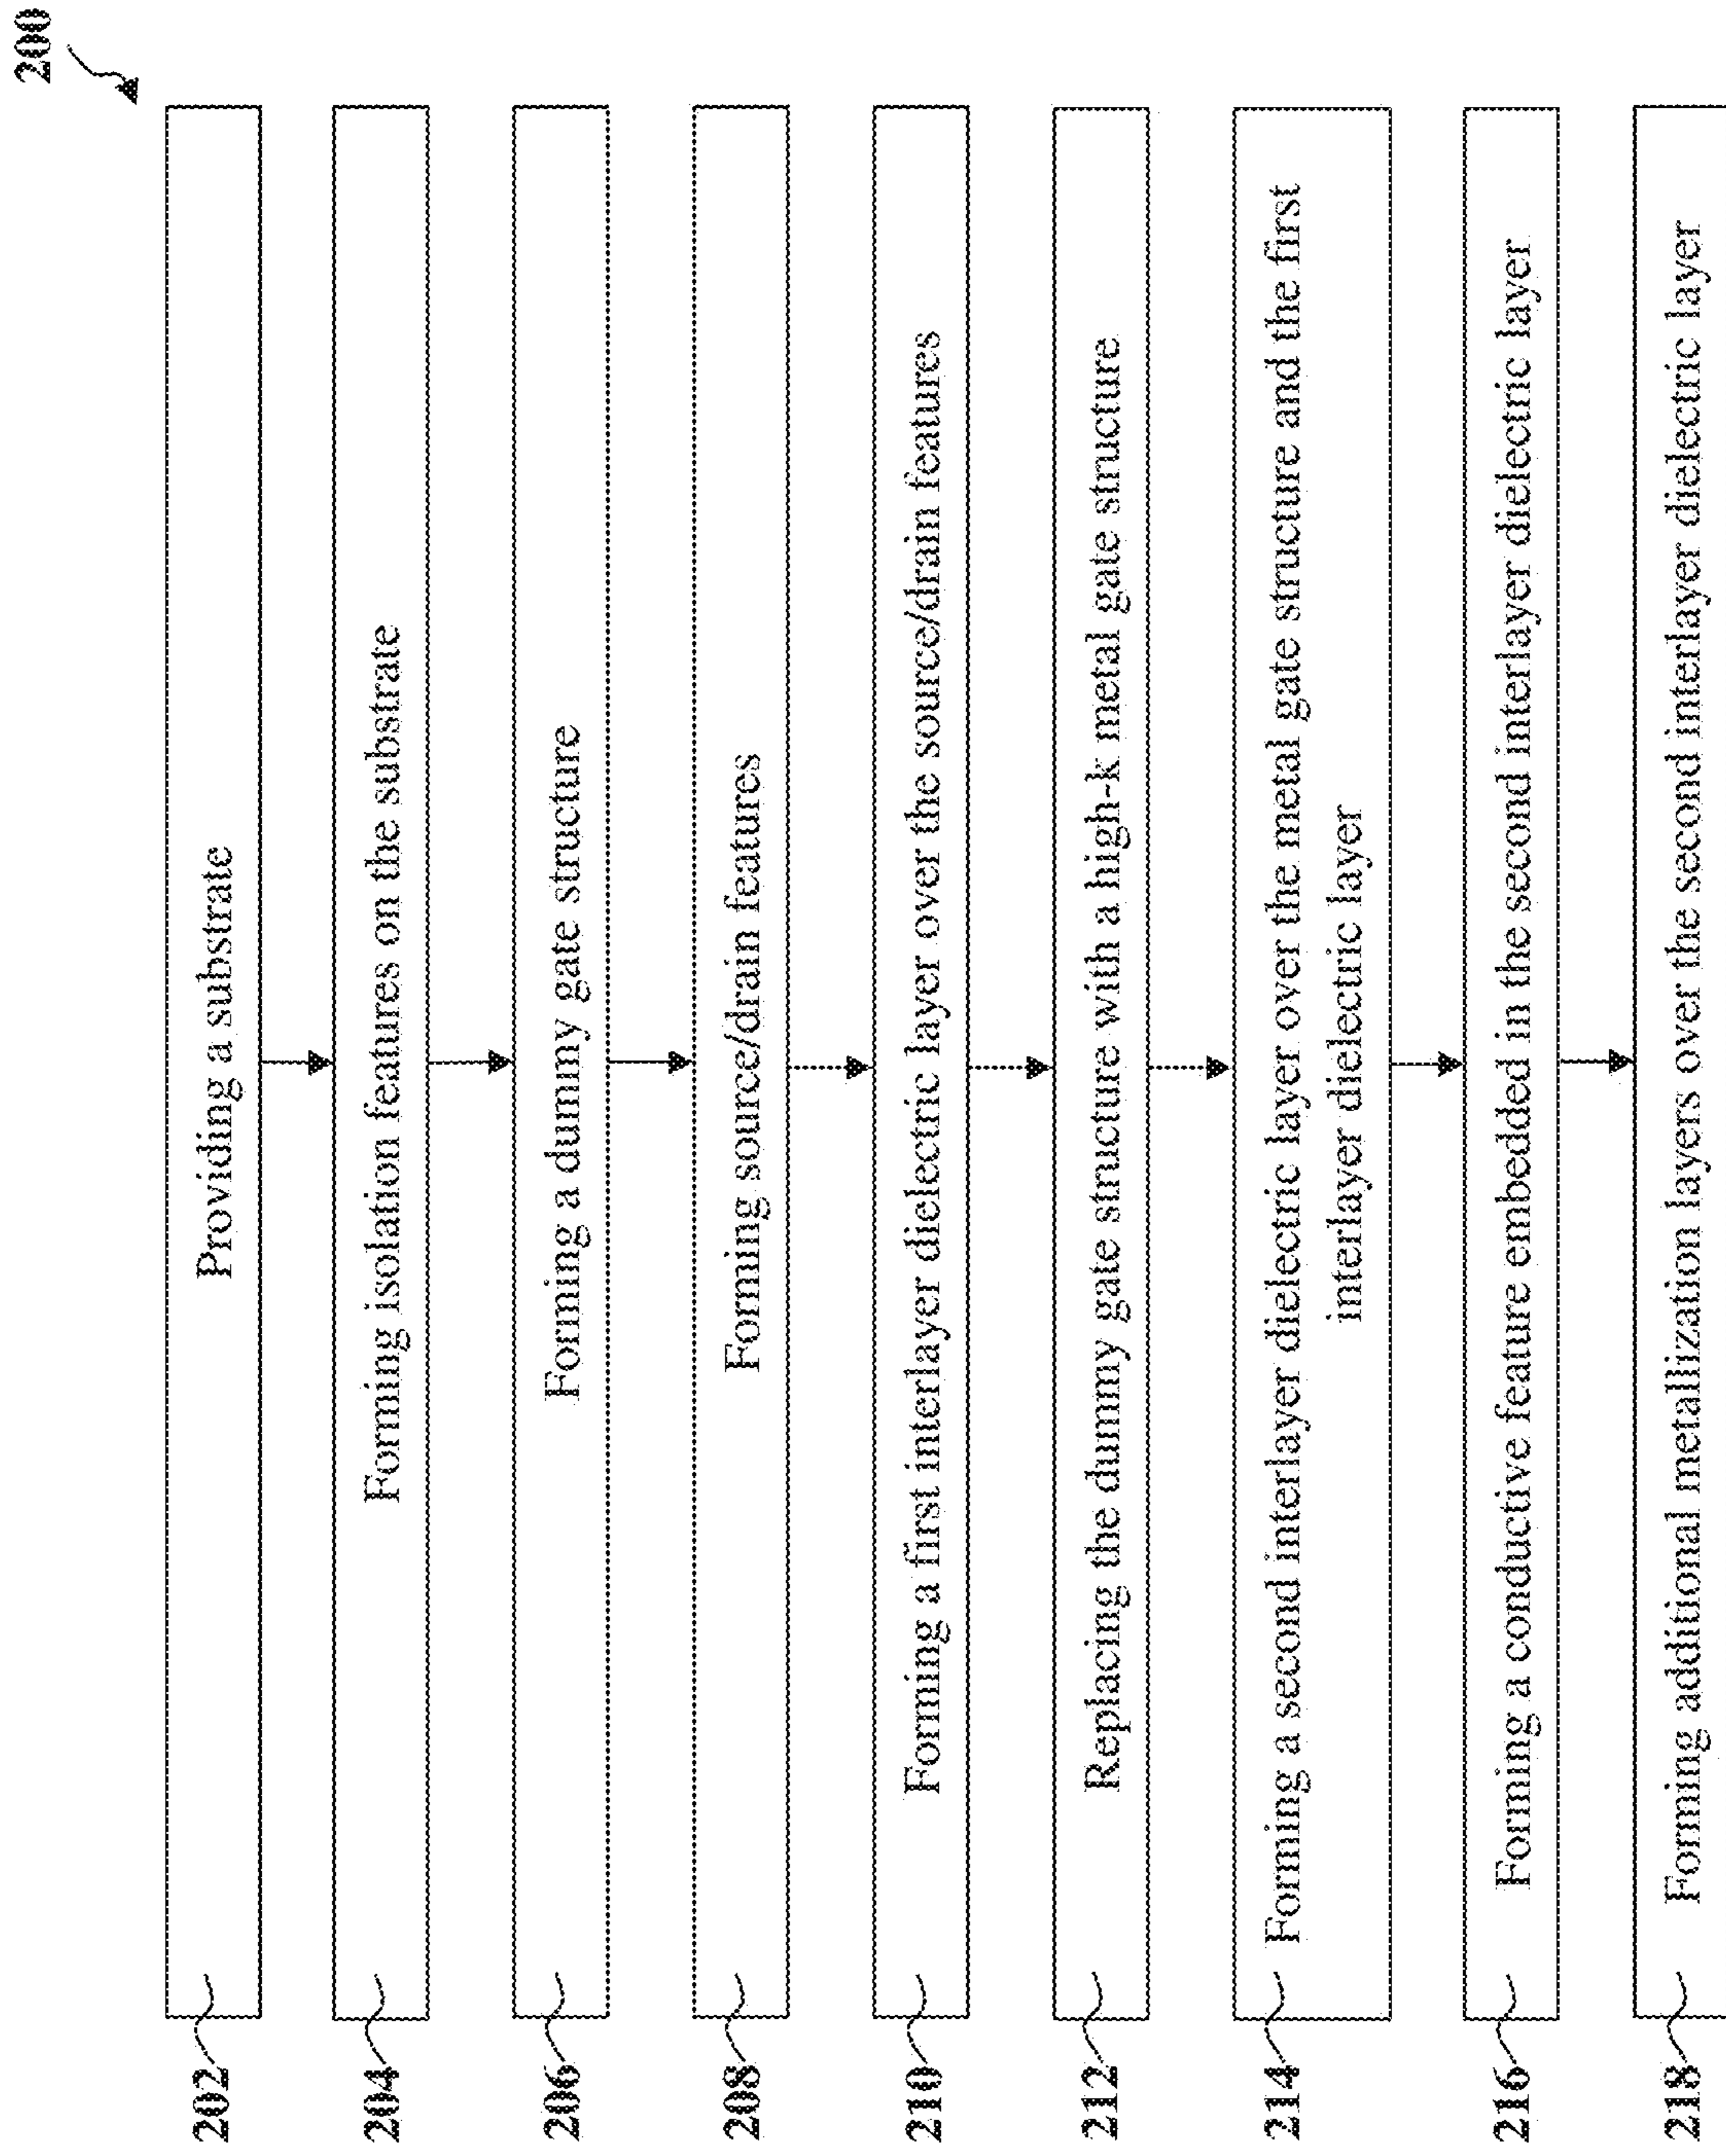 200
202
Providing a substrate
204
Forming isolation features on the substrate
206
Forming a dummy gate structure
208
Forming source/drain features
210
Forming a first interlayer dielectric layer over the source/drain features
212
Replacing the dummy gate structure with a high-k metal gate structure
214
Forming a second interlayer dielectric layer over the metal gate structure and the first
interlayer dielectric layer
216
Forming a conductive feature embedded in the second interlayer dielectric layer
218
Forming additional metallization layers over the second interlayer dielectric layer